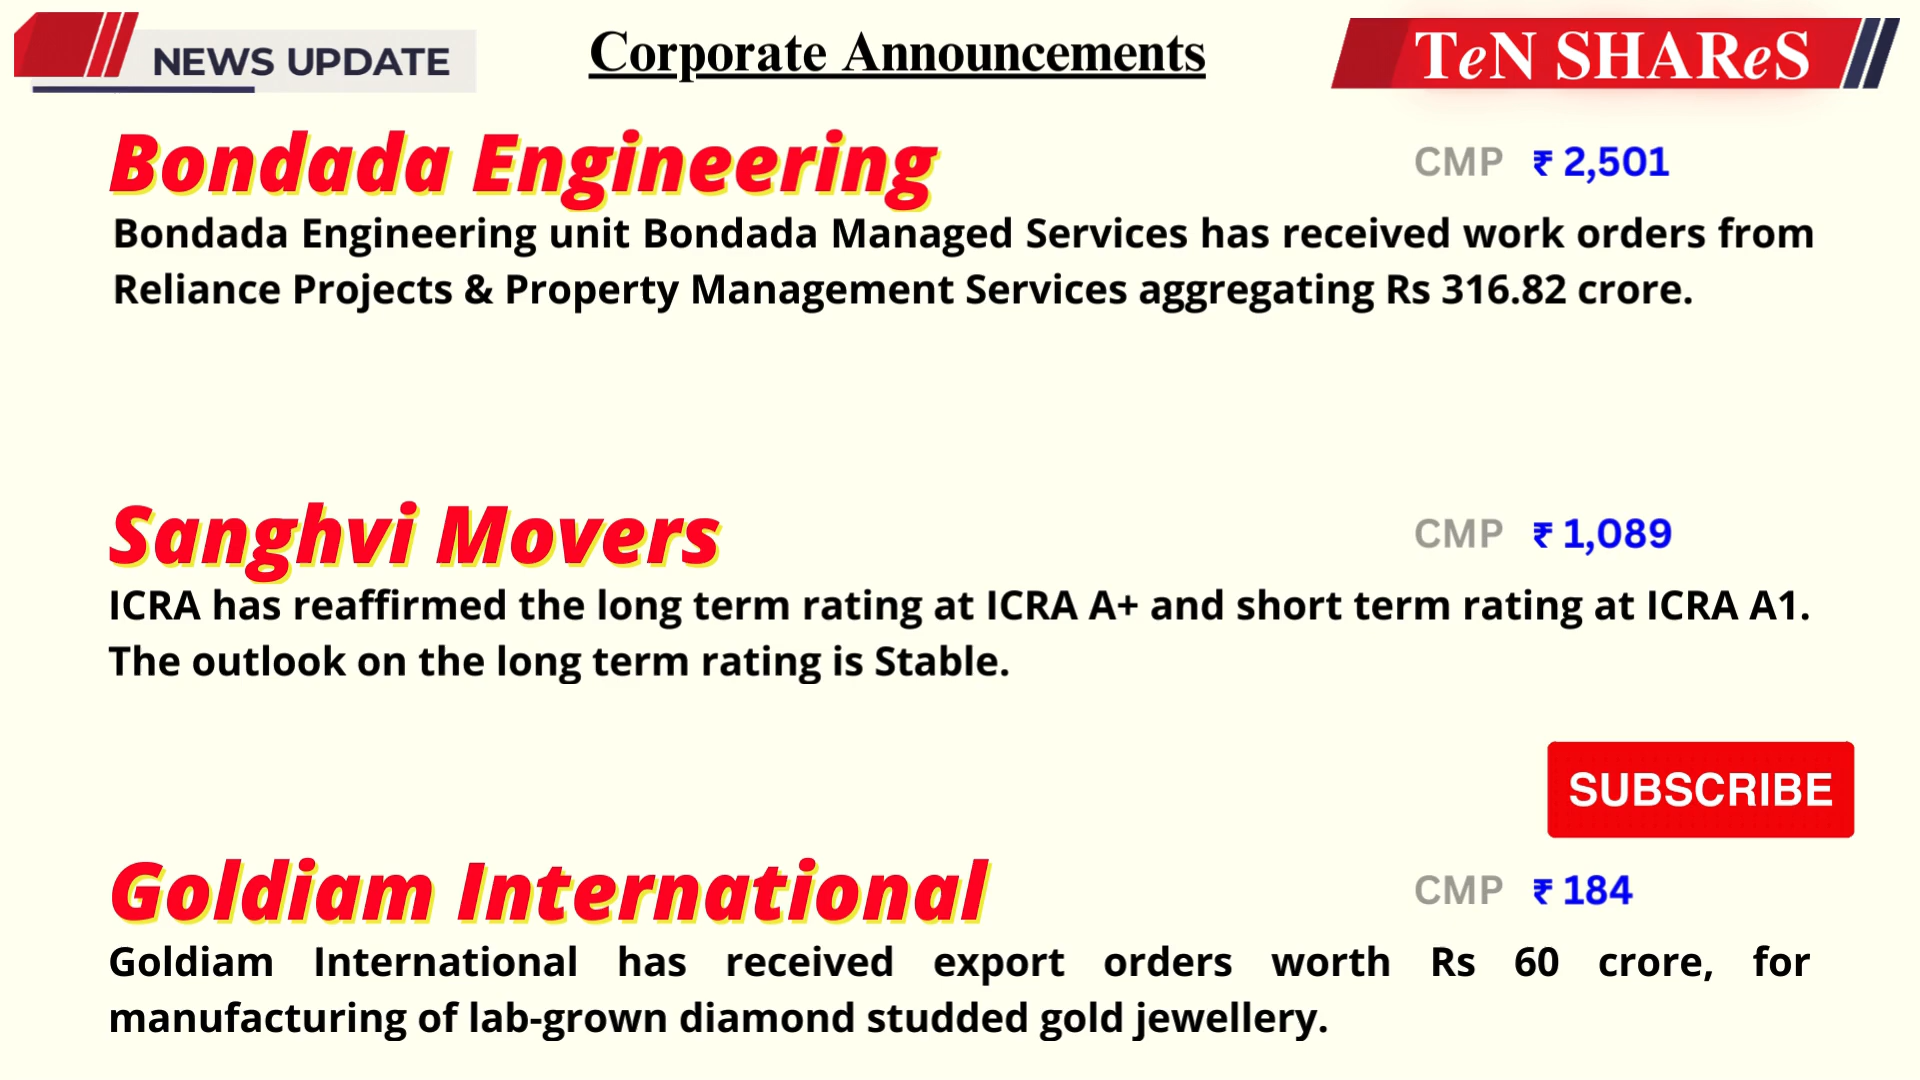 NEWS UPDATE
Corporate Announcements
TeN SHAReS
Bondada Engineering
CMP ₹ 2,501
Bondada Engineering unit Bondada Managed Services has received work orders from
Reliance Projects & Property Management Services aggregating Rs 316.82 crore.
Sanghvi Movers
CMP ₹ 1,089
ICRA has reaffirmed the long term rating at ICRA A+ and short term rating at ICRA A1.
The outlook on the long term rating is Stable.
SUBSCRIBE
Goldiam International
CMP ₹ 184
Goldiam International has received export orders worth Rs 60 crore, for
manufacturing of lab-grown diamond studded gold jewellery.